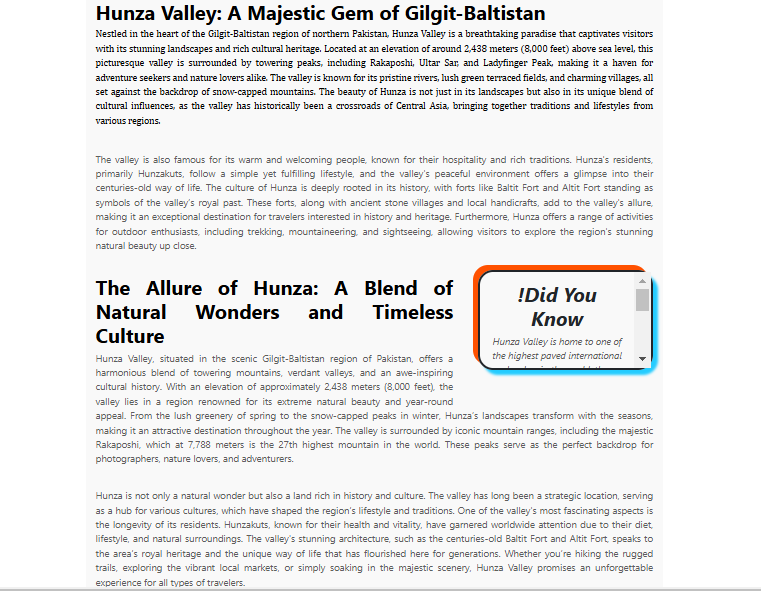 Hunza Valley: A Majestic Gem of Gilgit-Baltistan
Nestled in the heart of the Gilgit-Baltistan region of northern Pakistan, Hunza Valley is a breathtaking paradise that captivates visitors
with its stunning landscapes and rich cultural heritage. Located at an elevation of around 2,438 meters (8,000 feet) above sea level, this
picturesque valley is surrounded by towering peaks, including Rakaposhi, Ultar Sar, and Ladyfinger Peak, making it a haven for
adventure seekers and nature lovers alike. The valley is known for its pristine rivers, lush green terraced fields, and charming villages, all
set against the backdrop of snow-capped mountains. The beauty of Hunza is not just in its landscapes but also in its unique blend of
cultural influences, as the valley has historically been a crossroads of Central Asia, bringing together traditions and lifestyles from
various regions.
The valley is also famous for its warm and welcoming people, known for their hospitality and rich traditions. Hunza's residents,
primarily Hunzakuts, follow a simple yet fulfilling lifestyle, and the valley's peaceful environment offers a glimpse into their
centuries-old way of life. The culture of Hunza is deeply rooted in its history, with forts like Baltit Fort and Altit Fort standing as
symbols of the valley's royal past. These forts, along with ancient stone villages and local handicrafts, add to the valley's allure,
making it an exceptional destination for travelers interested in history and heritage. Furthermore, Hunza offers a range of activities
for outdoor enthusiasts, including trekking, mountaineering, and sightseeing, allowing visitors to explore the region's stunning
natural beauty up close.
The Allure of Hunza: A Blend of
Natural Wonders and Timeless
Culture
!Did You
Know
Hunza Valley is home to one of
the highest paved international
Hunza Valley, situated in the scenic Gilgit-Baltistan region of Pakistan, offers a
harmonious blend of towering mountains, verdant valleys, and an awe-inspiring
cultural history. With an elevation of approximately 2,438 meters (8,000 feet), the
valley lies in a region renowned for its extreme natural beauty and year-round
appeal. From the lush greenery of spring to the snow-capped peaks in winter, Hunza's landscapes transform with the seasons,
making it an attractive destination throughout the year. The valley is surrounded by iconic mountain ranges, including the majestic
Rakaposhi, which at 7,788 meters is the 27th highest mountain in the world. These peaks serve as the perfect backdrop for
photographers, nature lovers, and adventurers.
Hunza is not only a natural wonder but also a land rich in history and culture. The valley has long been a strategic location, serving
as a hub for various cultures, which have shaped the region's lifestyle and traditions. One of the valley's most fascinating aspects is
the longevity of its residents. Hunzakuts, known for their health and vitality, have garnered worldwide attention due to their diet,
lifestyle, and natural surroundings. The valley's stunning architecture, such as the centuries-old Baltit Fort and Altit Fort, speaks to
the area's royal heritage and the unique way of life that has flourished here for generations. Whether you're hiking the rugged
trails, exploring the vibrant local markets, or simply soaking in the majestic scenery, Hunza Valley promises an unforgettable
experience for all types of travelers.